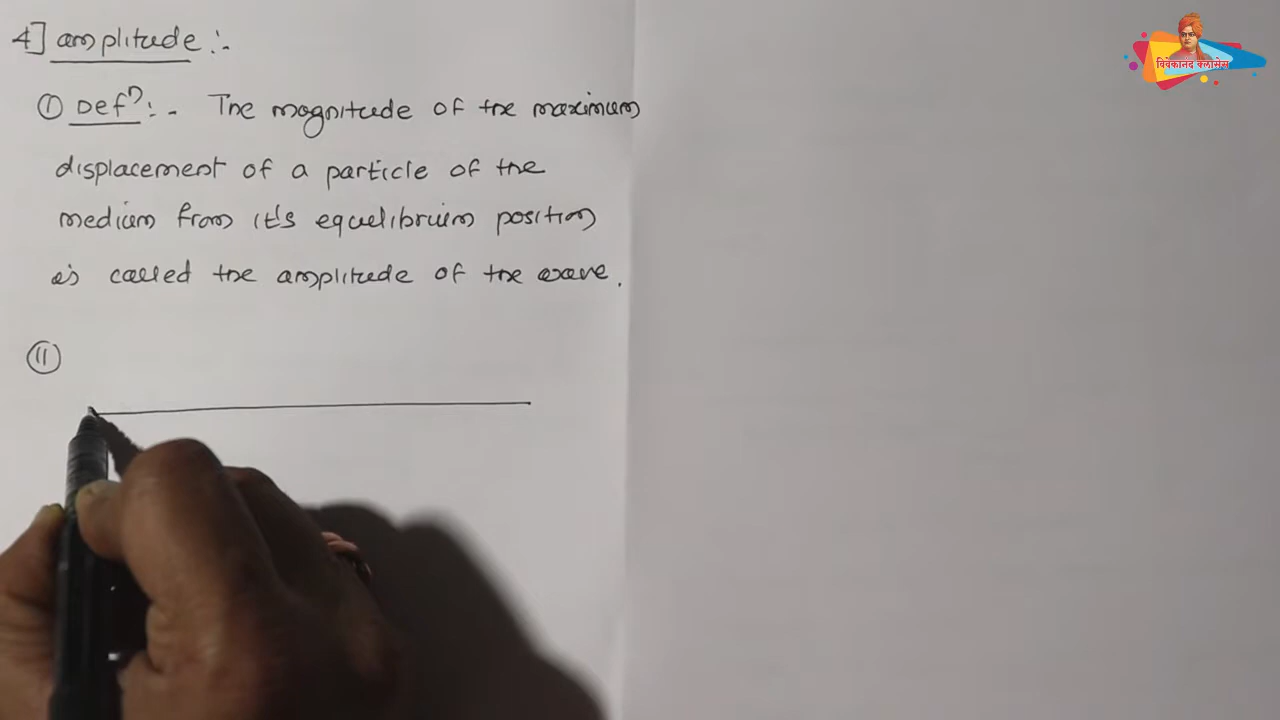 4] amplitude :-
① Defⁿ :- The magnitude of the maximum
displacement of a particle of the
medium from it's equilibrium position
is called the amplitude of the wave.
⑪
विवेकानंद क्लासेस